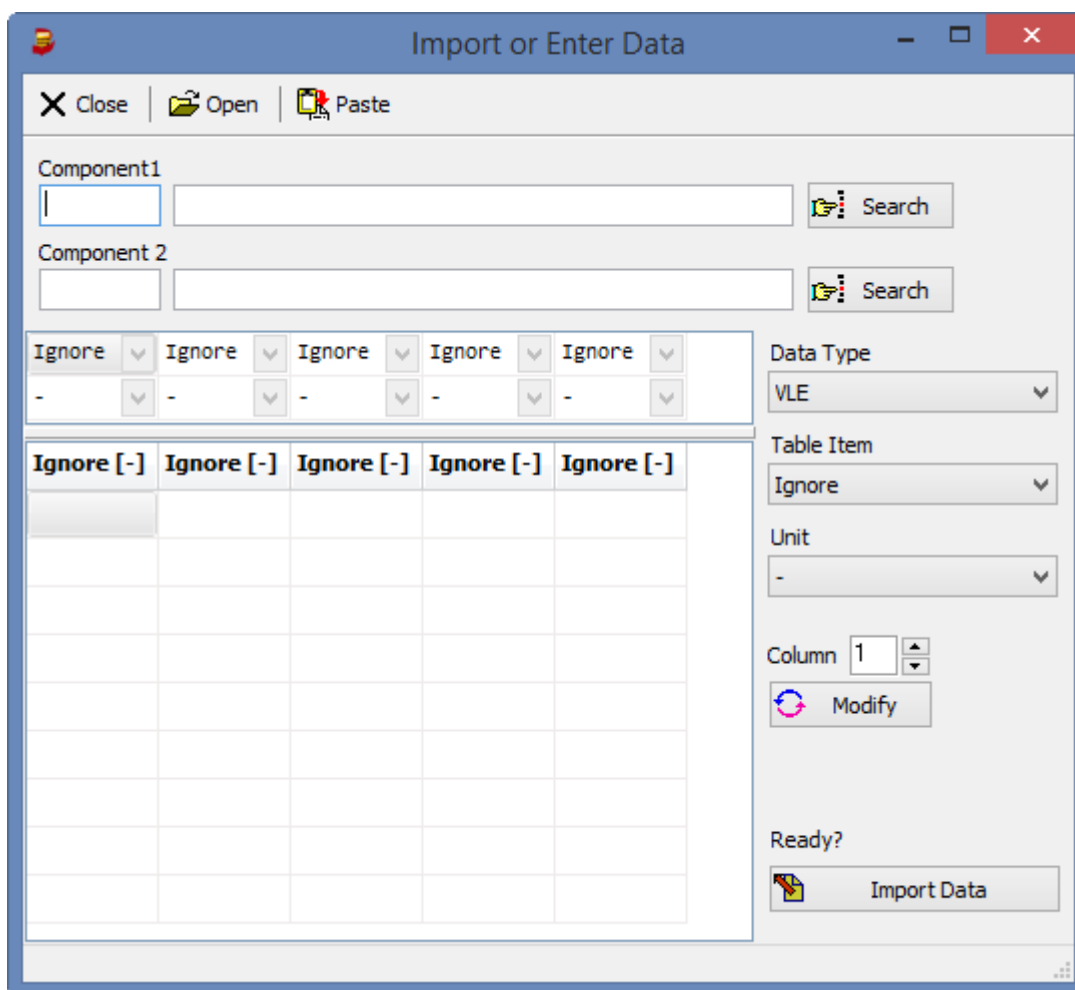 Import or Enter Data
Close Open Paste
Component1
Search
Component 2
Search
Ignore Ignore Ignore Ignore Ignore
- - - - -
Data Type
VLE
Ignore [-] Ignore [-] Ignore [-] Ignore [-] Ignore [-]
Table Item
Ignore
Unit
-
Column 1
Modify
Ready?
Import Data